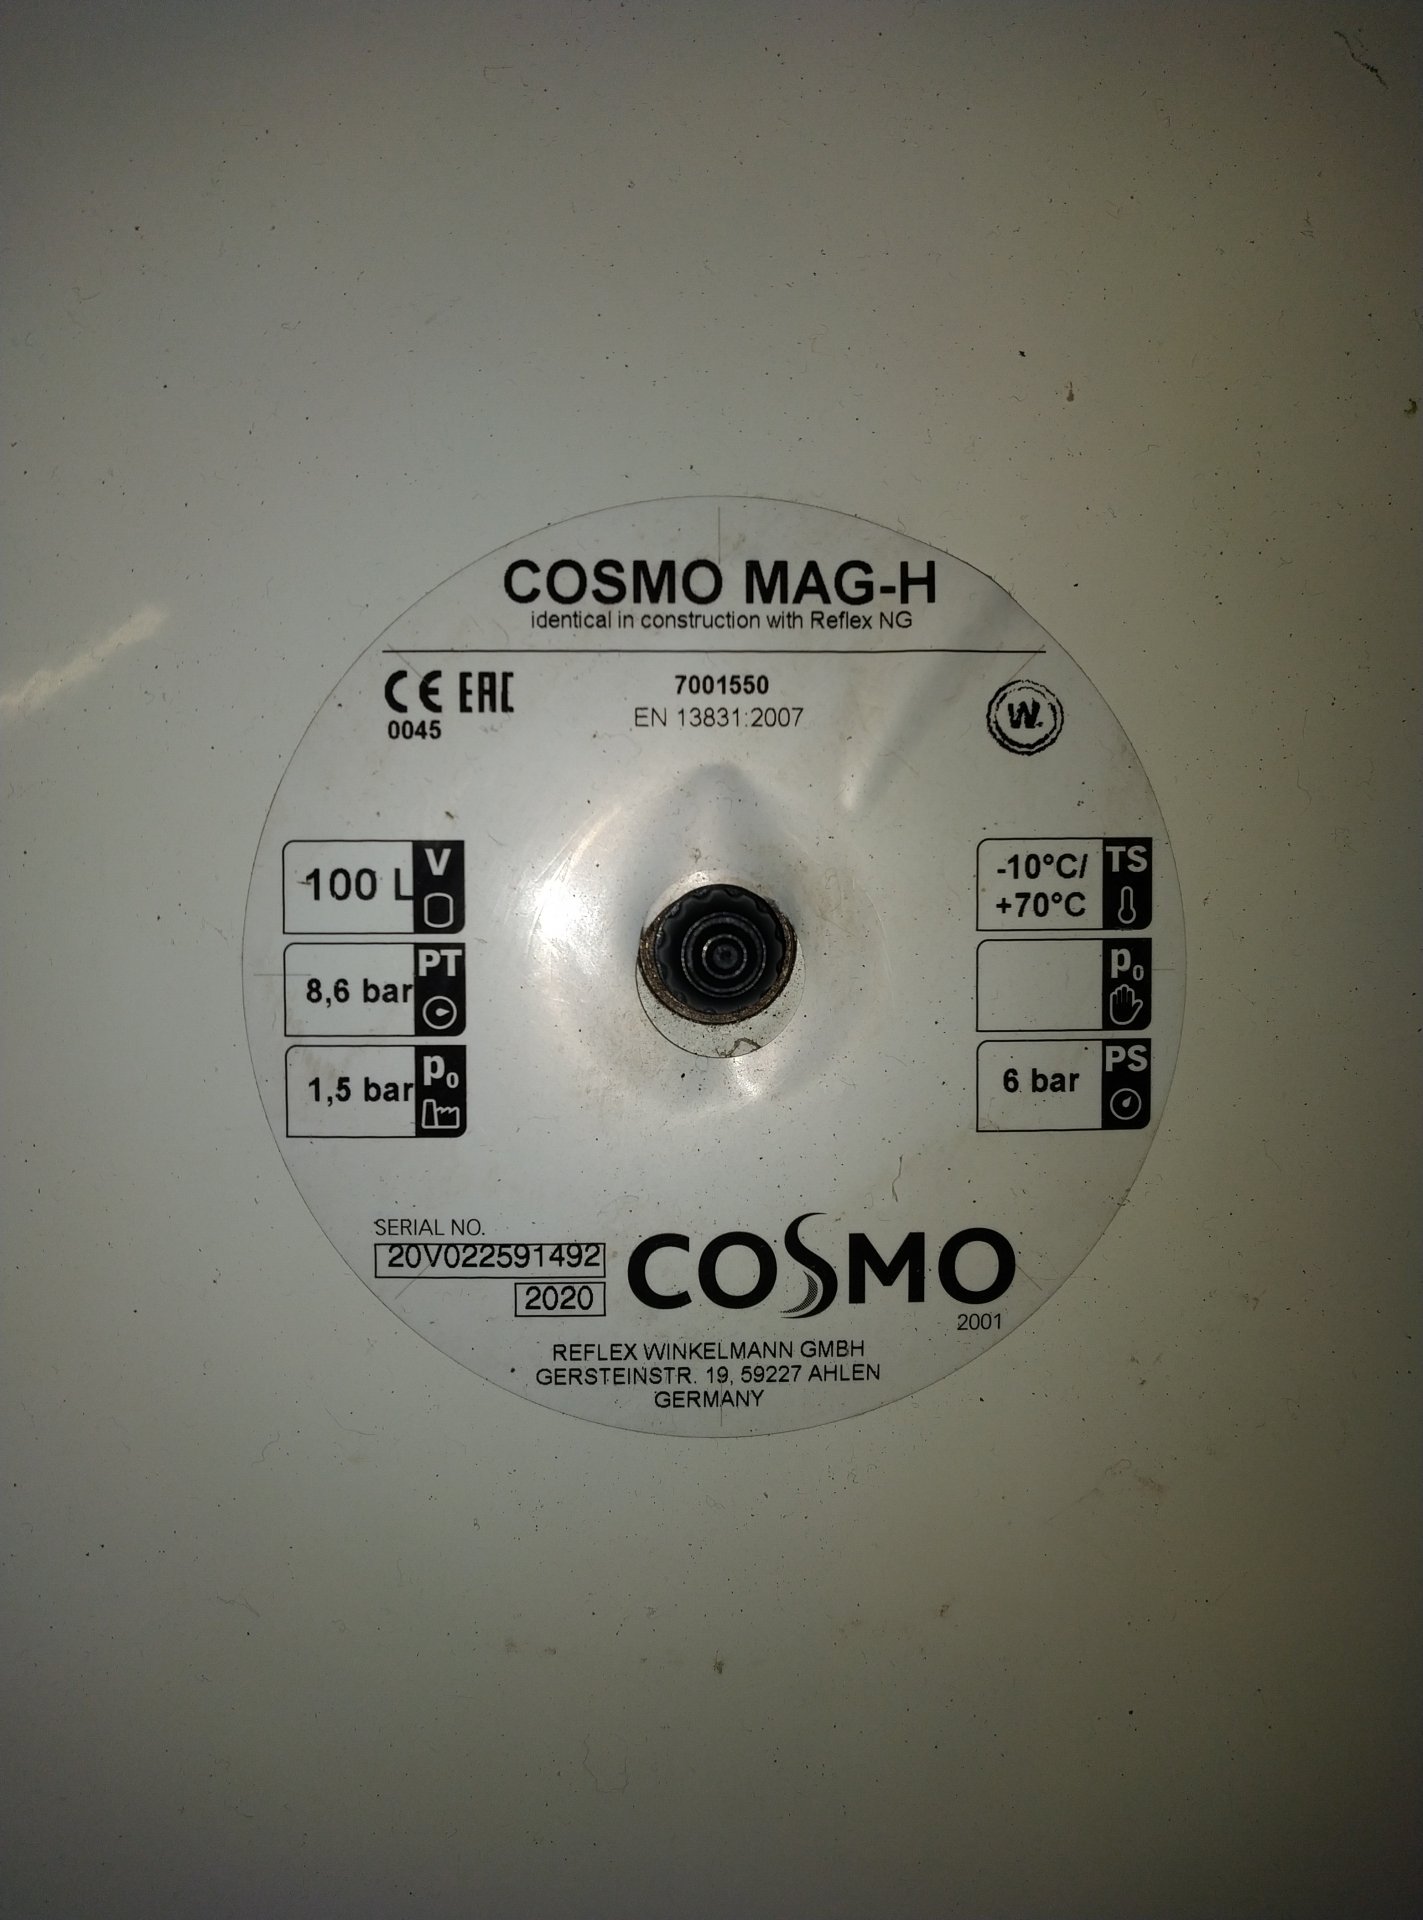 COSMO MAG-H
identical in construction with Reflex NG
CE EAC
0045
7001550
EN 13831:2007
W.
100 L V
8,6 bar PT
1,5 bar p₀
-10°C/
+70°C
TS
p₀
6 bar PS
SERIAL NO.
20V022591492
2020
COSMO
2001
REFLEX WINKELMANN GMBH
GERSTEINSTR. 19, 59227 AHLEN
GERMANY